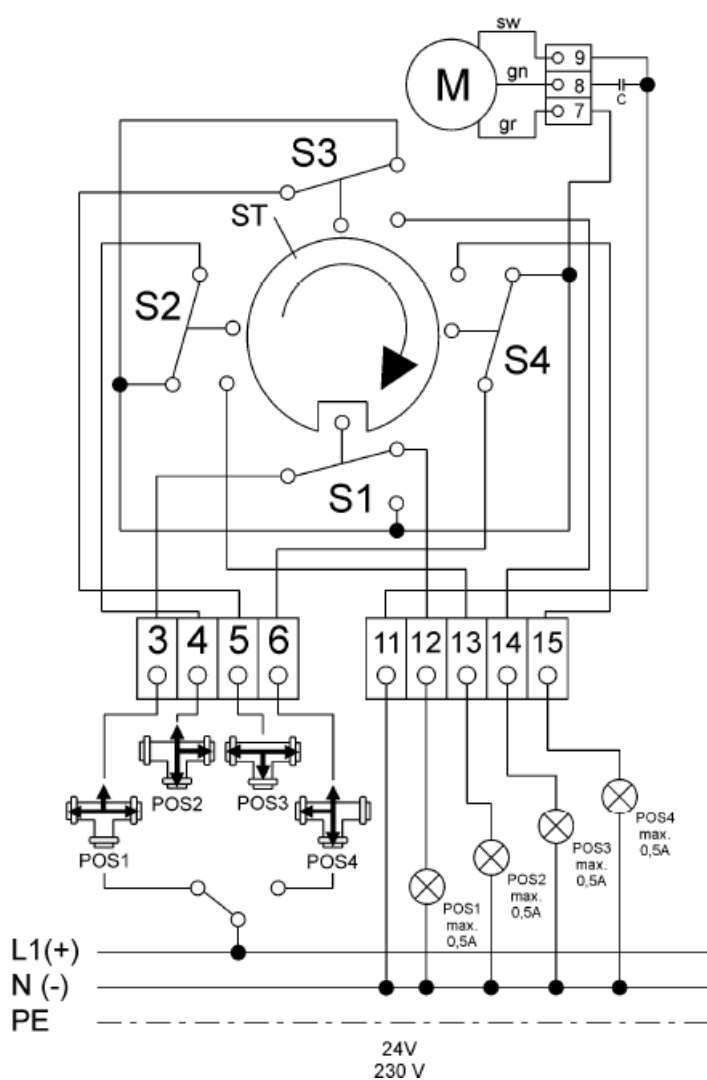 sw
9
M
gn
8
C
gr
7
S3
ST
S2
S4
S1
3 4 5 6
11 12 13 14 15
POS1
POS2
POS3
POS4
POS1
max.
0,5A
POS2
max.
0,5A
POS3
max.
0,5A
POS4
max.
0,5A
L1(+)
N (-)
PE
24V
230 V